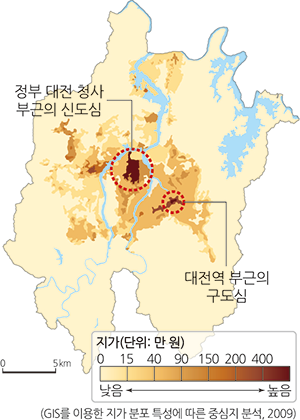 정부 대전 청사
부근의 신도심
대전역 부근의
구도심
지가(단위: 만 원)
0 15 40 90 160 200 400
낮음 높음
0 5km
(GIS를 이용한 지가 분포 특성에 따른 중심지 분석, 2009)